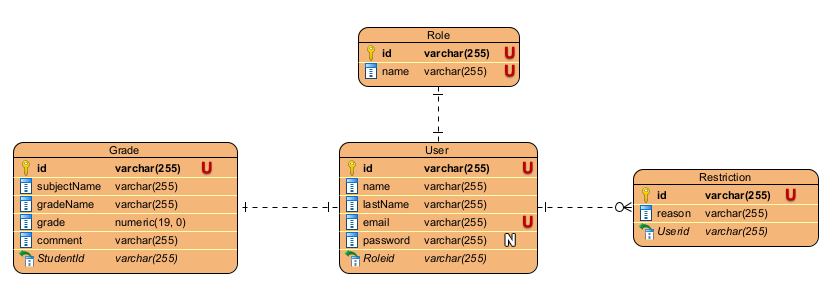 Role
id varchar(255) U
name varchar(255) U
Grade
id varchar(255) U
subjectName varchar(255)
gradeName varchar(255)
grade numeric(19, 0)
comment varchar(255)
StudentId varchar(255)
User
id varchar(255) U
name varchar(255)
lastName varchar(255)
email varchar(255) U
password varchar(255) N
Roleid varchar(255)
Restriction
id varchar(255) U
reason varchar(255)
Userid varchar(255)